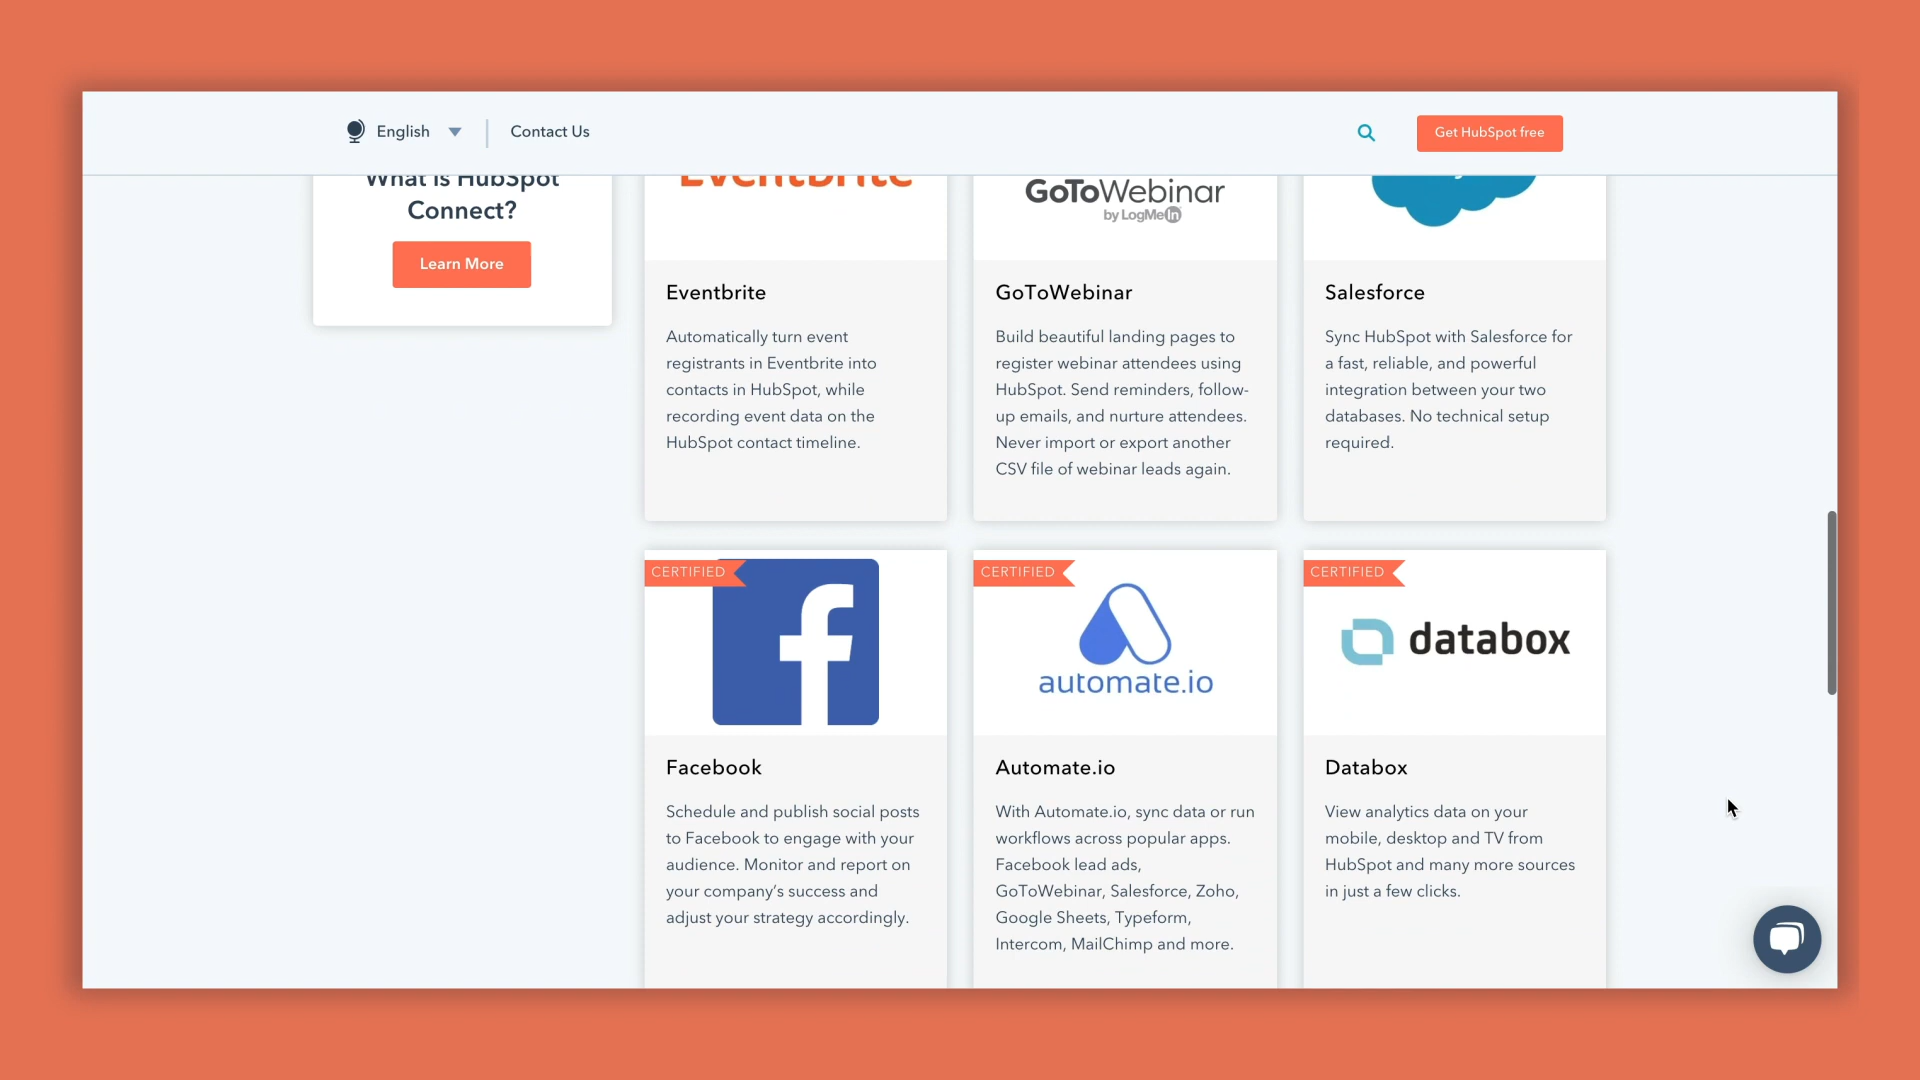 English
Contact Us
Get HubSpot free
What is HubSpot
Connect?
Learn More
Eventbrite
Eventbrite
Automatically turn event
registrants in Eventbrite into
contacts in HubSpot, while
recording event data on the
HubSpot contact timeline.
GoToWebinar
by LogMeIn
GoToWebinar
Build beautiful landing pages to
register webinar attendees using
HubSpot. Send reminders, follow-
up emails, and nurture attendees.
Never import or export another
CSV file of webinar leads again.
Salesforce
Sync HubSpot with Salesforce for
a fast, reliable, and powerful
integration between your two
databases. No technical setup
required.
CERTIFIED
Facebook
Schedule and publish social posts
to Facebook to engage with your
audience. Monitor and report on
your company’s success and
adjust your strategy accordingly.
CERTIFIED
automate.io
Automate.io
With Automate.io, sync data or run
workflows across popular apps.
Facebook lead ads,
GoToWebinar, Salesforce, Zoho,
Google Sheets, Typeform,
Intercom, MailChimp and more.
CERTIFIED
databox
Databox
View analytics data on your
mobile, desktop and TV from
HubSpot and many more sources
in just a few clicks.